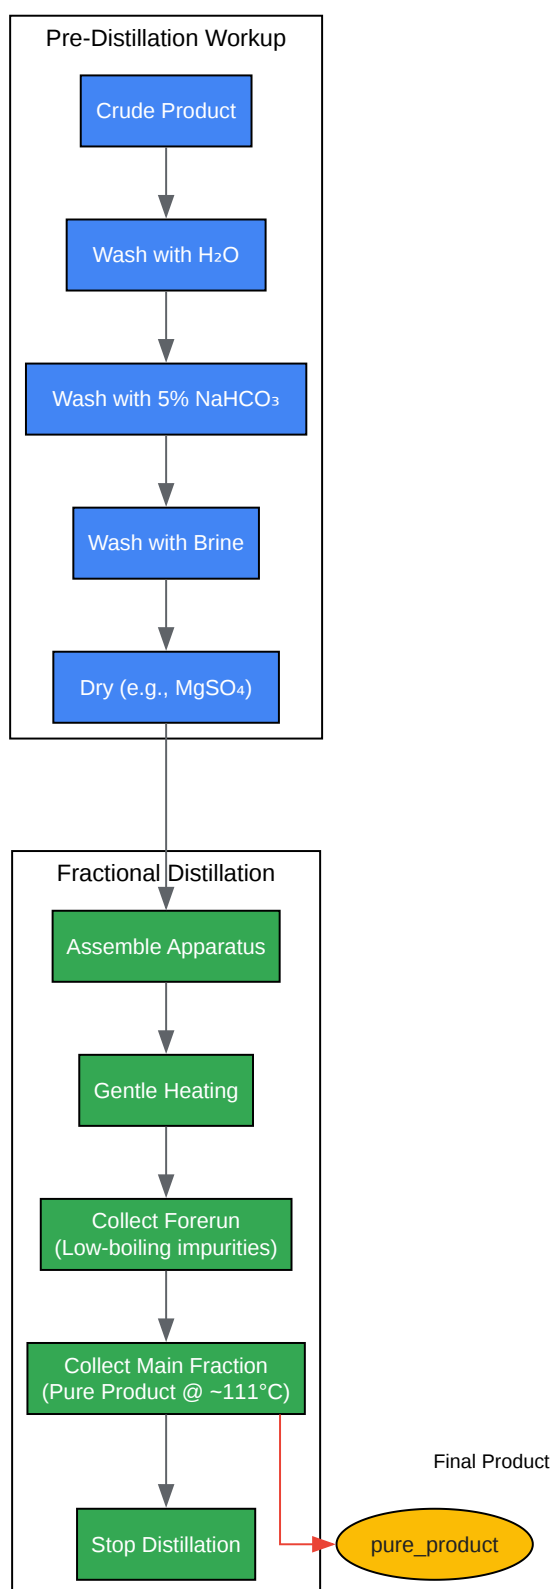 Pre-Distillation Workup
Crude Product
Wash with H₂O
Wash with 5% NaHCO₃
Wash with Brine
Dry (e.g., MgSO₄)
Fractional Distillation
Assemble Apparatus
Gentle Heating
Collect Forerun
(Low-boiling impurities)
Collect Main Fraction
(Pure Product @ ~111°C)
Final Product
Stop Distillation
pure_product